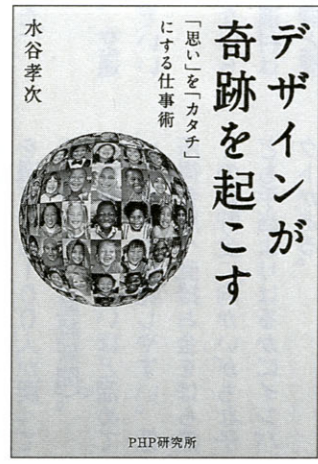 デザインが
奇跡を起こす
「思い」を「カタチ」
にする仕事術
水谷孝次
PHP研究所